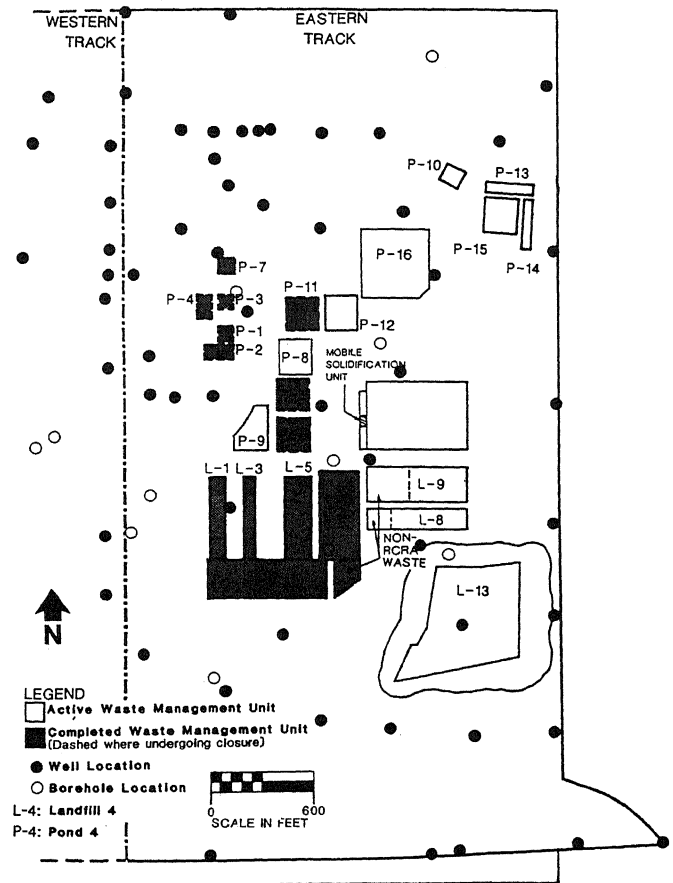 WESTERN
TRACK
EASTERN
TRACK
P-10
P-13
P-15
P-14
P-16
P-7
P-4
P-3
P-11
P-12
P-1
P-2
P-8
MOBILE
SOLIDIFICATION
UNIT
P-9
L-1
L-3
L-5
L-9
L-8
NON-
RCRA
WASTE
L-13
N
LEGEND
Active Waste Management Unit
Completed Waste Management Unit
(Dashed where undergoing closure)
Well Location
Borehole Location
L-4: Landfill 4
P-4: Pond 4
0 600
SCALE IN FEET